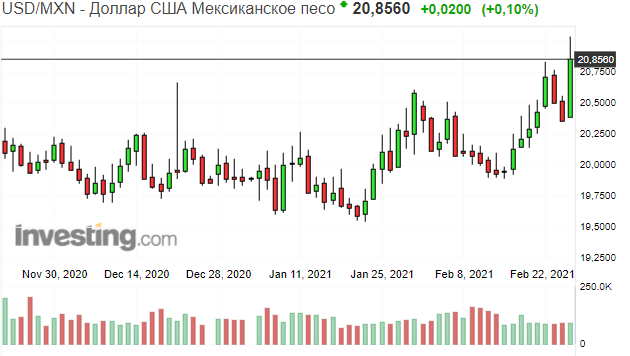 USD/MXN - Доллар США Мексиканское песо 20,8560 +0,0200 (+0,10%)
20,8560
20,7500
20,5000
20,2500
20,0000
19,7500
19,5000
19,2500
investing.com
Nov 30, 2020 Dec 14, 2020 Dec 28, 2020 Jan 11, 2021 Jan 25, 2021 Feb 8, 2021 Feb 22, 2021
250.0K
0